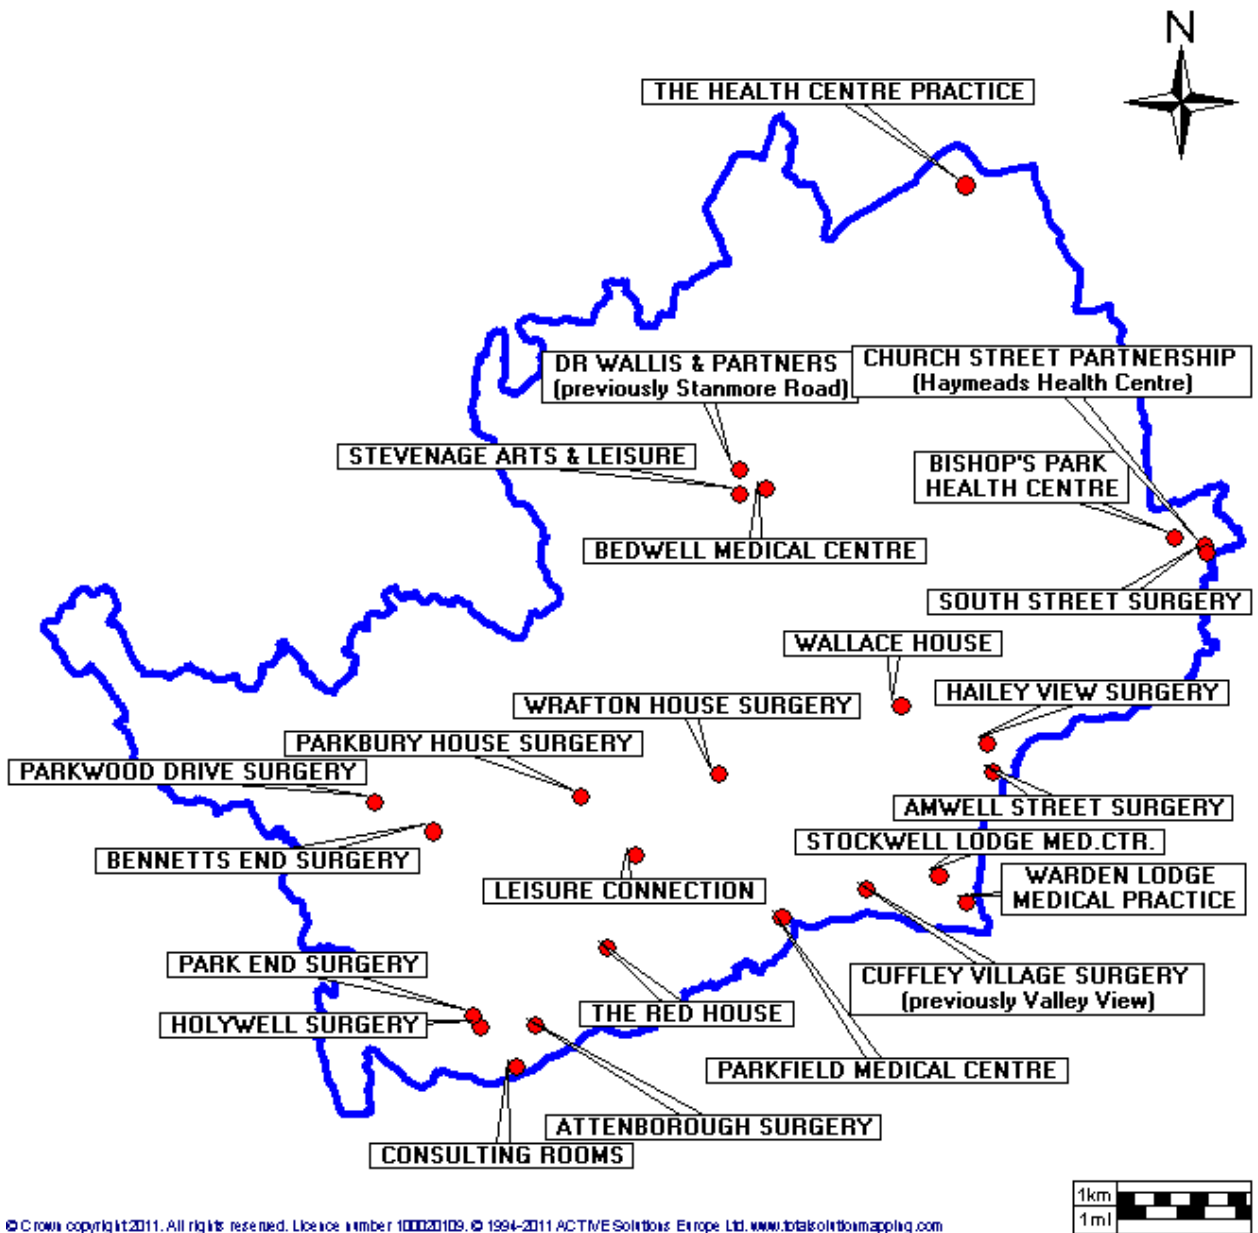 N
THE HEALTH CENTRE PRACTICE
DR WALLIS & PARTNERS
(previously Stanmore Road)
CHURCH STREET PARTNERSHIP
(Haymeads Health Centre)
STEVENAGE ARTS & LEISURE
BISHOP'S PARK
HEALTH CENTRE
BEDWELL MEDICAL CENTRE
SOUTH STREET SURGERY
WALLACE HOUSE
HAILEY VIEW SURGERY
WRAFTON HOUSE SURGERY
PARKBURY HOUSE SURGERY
PARKWOOD DRIVE SURGERY
AMWELL STREET SURGERY
STOCKWELL LODGE MED.CTR.
BENNETTS END SURGERY
LEISURE CONNECTION
WARDEN LODGE
MEDICAL PRACTICE
PARK END SURGERY
CUFFLEY VILLAGE SURGERY
(previously Valley View)
THE RED HOUSE
HOLYWELL SURGERY
PARKFIELD MEDICAL CENTRE
ATTENBOROUGH SURGERY
CONSULTING ROOMS
1km
1ml
© Crown copyright 2011. All rights reserved. Licence number 100020109. © 1994-2011 ACTIVE Solutions Europe Ltd. www.totalsolutionmapping.com